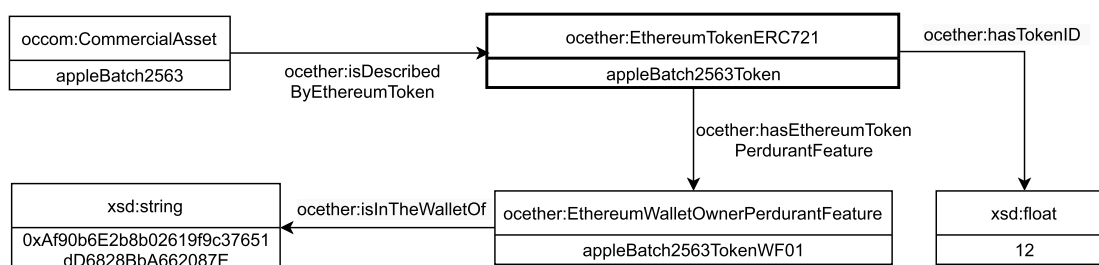 occom:CommercialAsset
appleBatch2563
ocether:isDescribed
ByEthereumToken
ocether:EthereumTokenERC721
appleBatch2563Token
ocether:hasTokenID
ocether:hasEthereumToken
PerdurantFeature
xsd:string
0xAf90b6E2b8b02619f9c37651
dD6828BbA662087E
ocether:isInTheWalletOf
ocether:EthereumWalletOwnerPerdurantFeature
appleBatch2563TokenWF01
xsd:float
12